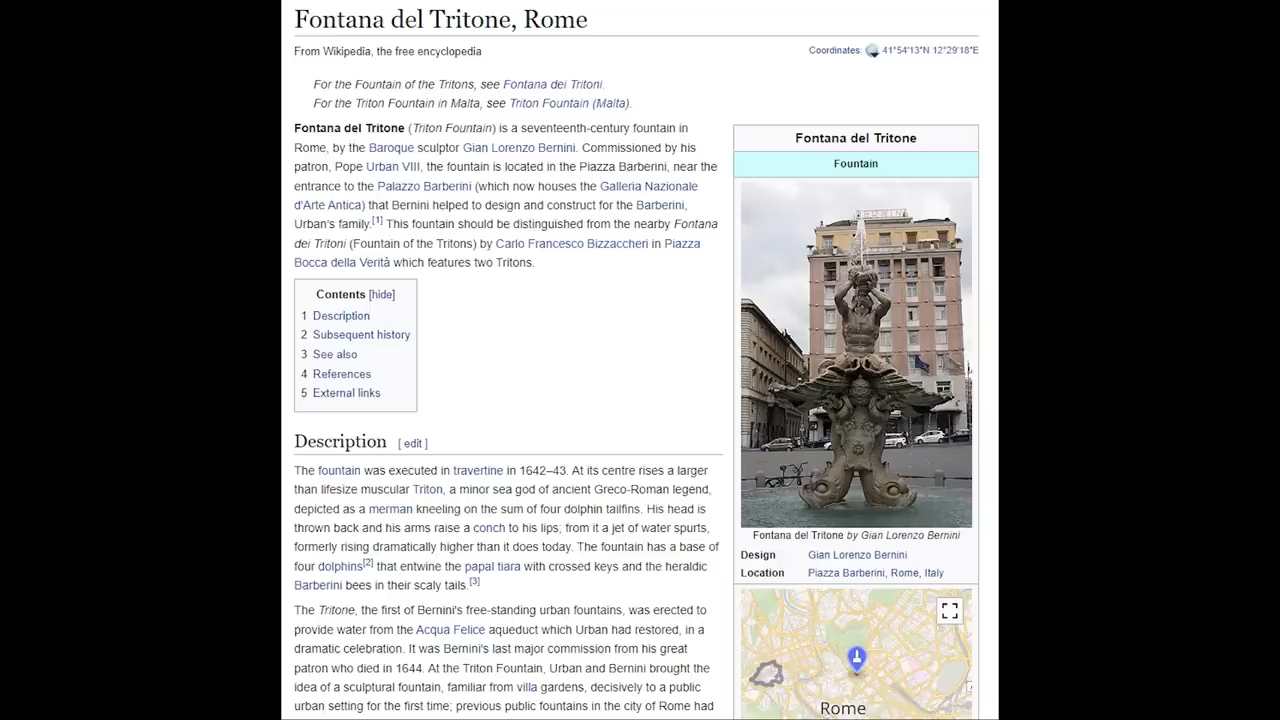 Fontana del Tritone, Rome
From Wikipedia, the free encyclopedia
Coordinates: 41°54′13″N 12°29′18″E
For the Fountain of the Tritons, see Fontana dei Tritoni.
For the Triton Fountain in Malta, see Triton Fountain (Malta).
Fontana del Tritone (Triton Fountain) is a seventeenth-century fountain in
Rome, by the Baroque sculptor Gian Lorenzo Bernini. Commissioned by his
patron, Pope Urban VIII, the fountain is located in the Piazza Barberini, near the
entrance to the Palazzo Barberini (which now houses the Galleria Nazionale
d'Arte Antica) that Bernini helped to design and construct for the Barberini,
Urban's family.[1] This fountain should be distinguished from the nearby Fontana
dei Tritoni (Fountain of the Tritons) by Carlo Francesco Bizzaccheri in Piazza
Bocca della Verità which features two Tritons.
Contents [hide]
1 Description
2 Subsequent history
3 See also
4 References
5 External links
Description [ edit ]
The fountain was executed in travertine in 1642–43. At its centre rises a larger
than lifesize muscular Triton, a minor sea god of ancient Greco-Roman legend,
depicted as a merman kneeling on the sum of four dolphin tailfins. His head is
thrown back and his arms raise a conch to his lips; from it a jet of water spurts,
formerly rising dramatically higher than it does today. The fountain has a base of
four dolphins[2] that entwine the papal tiara with crossed keys and the heraldic
Barberini bees in their scaly tails.[3]
The Tritone, the first of Bernini's free-standing urban fountains, was erected to
provide water from the Acqua Felice aqueduct which Urban had restored, in a
dramatic celebration. It was Bernini's last major commission from his great
patron who died in 1644. At the Triton Fountain, Urban and Bernini brought the
idea of a sculptural fountain, familiar from villa gardens, decisively to a public
urban setting for the first time; previous public fountains in the city of Rome had
Fontana del Tritone
Fountain
Fontana del Tritone by Gian Lorenzo Bernini
Design Gian Lorenzo Bernini
Location Piazza Barberini, Rome, Italy
Rome